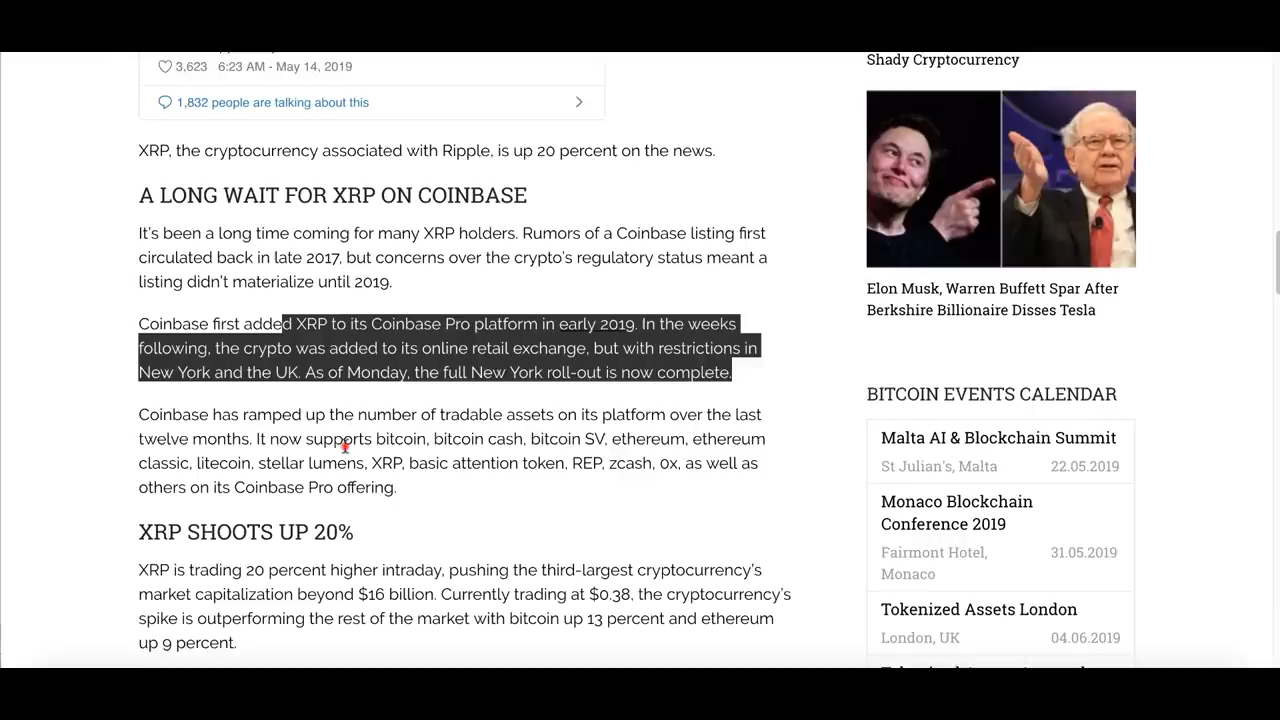 3,623 6:23 AM - May 14, 2019
1,832 people are talking about this
XRP, the cryptocurrency associated with Ripple, is up 20 percent on the news.
A LONG WAIT FOR XRP ON COINBASE
It's been a long time coming for many XRP holders. Rumors of a Coinbase listing first
circulated back in late 2017, but concerns over the crypto's regulatory status meant a
listing didn't materialize until 2019.
Coinbase first added XRP to its Coinbase Pro platform in early 2019. In the weeks
following, the crypto was added to its online retail exchange, but with restrictions in
New York and the UK. As of Monday, the full New York roll-out is now complete.
Coinbase has ramped up the number of tradable assets on its platform over the last
twelve months. It now supports bitcoin, bitcoin cash, bitcoin SV, ethereum, ethereum
classic, litecoin, stellar lumens, XRP, basic attention token, REP, zcash, 0x, as well as
others on its Coinbase Pro offering.
XRP SHOOTS UP 20%
XRP is trading 20 percent higher intraday, pushing the third-largest cryptocurrency's
market capitalization beyond $16 billion. Currently trading at $0.38, the cryptocurrency's
spike is outperforming the rest of the market with bitcoin up 13 percent and ethereum
up 9 percent.
Shady Cryptocurrency
Elon Musk, Warren Buffett Spar After
Berkshire Billionaire Disses Tesla
BITCOIN EVENTS CALENDAR
Malta AI & Blockchain Summit
St Julian's, Malta 22.05.2019
Monaco Blockchain
Conference 2019
Fairmont Hotel, 31.05.2019
Monaco
Tokenized Assets London
London, UK 04.06.2019